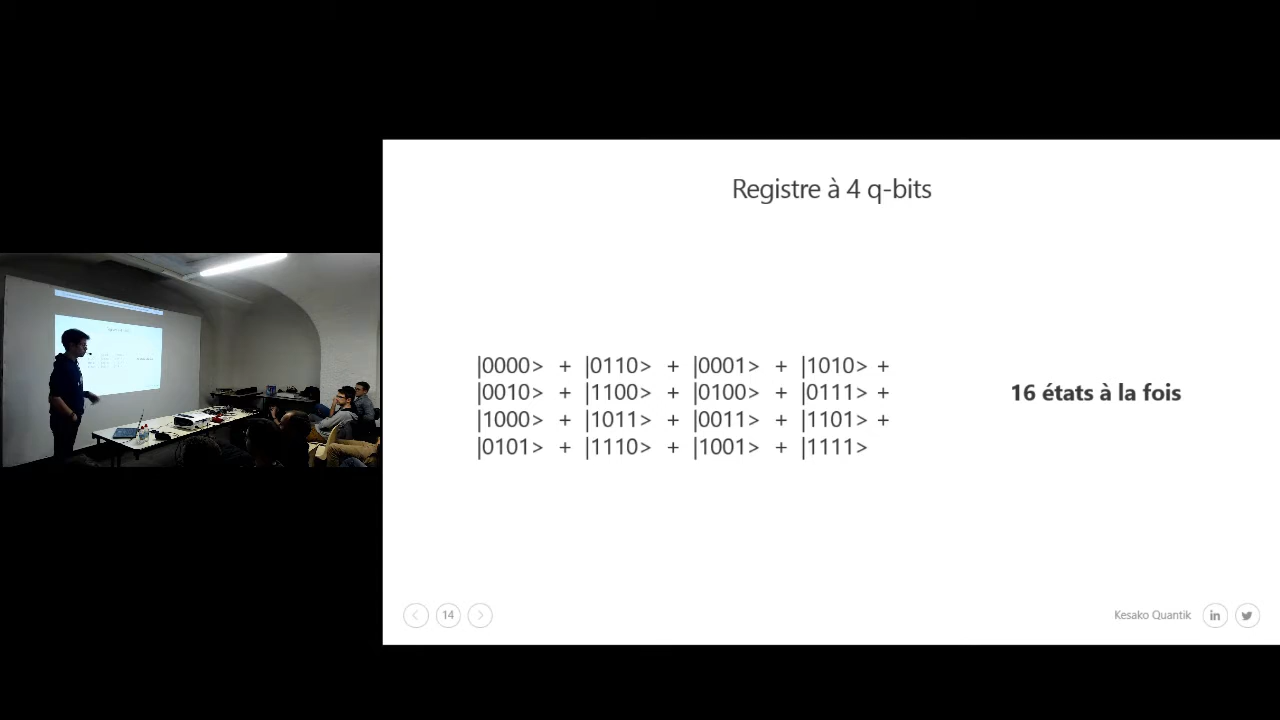 Registre à 4 q-bits
|0000> + |0110> + |0001> + |1010> +
|0010> + |1100> + |0100> + |0111> +
|1000> + |1011> + |0011> + |1101> +
|0101> + |1110> + |1001> + |1111>
16 états à la fois
14
Kesako Quantik
in